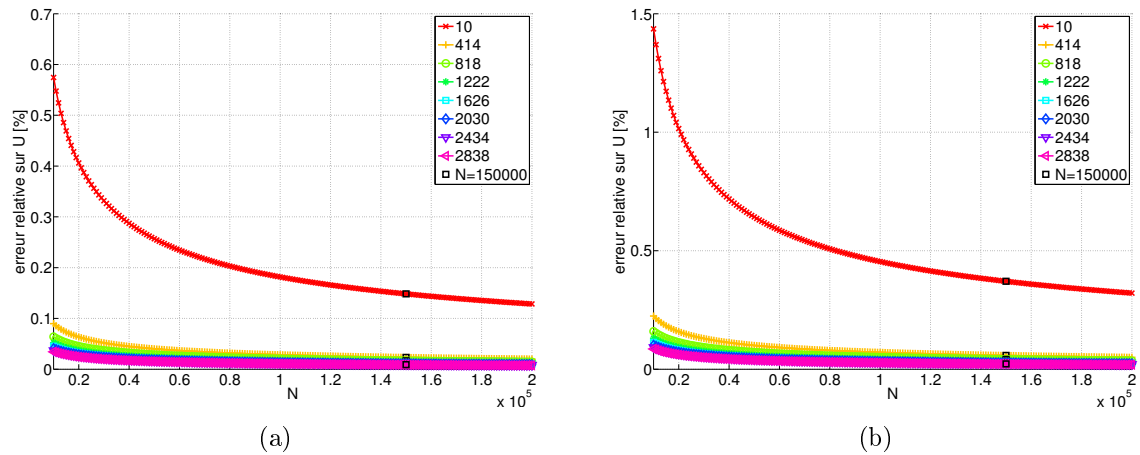 0.7
0.6
0.5
0.4
0.3
0.2
0.1
0
erreur relative sur U [%]
0.2 0.4 0.6 0.8 1 1.2 1.4 1.6 1.8 2
N
x 10^5
10
414
818
1222
1626
2030
2434
2838
N=150000
(a)
1.5
1
0.5
0
erreur relative sur U [%]
0.2 0.4 0.6 0.8 1 1.2 1.4 1.6 1.8 2
N
x 10^5
10
414
818
1222
1626
2030
2434
2838
N=150000
(b)